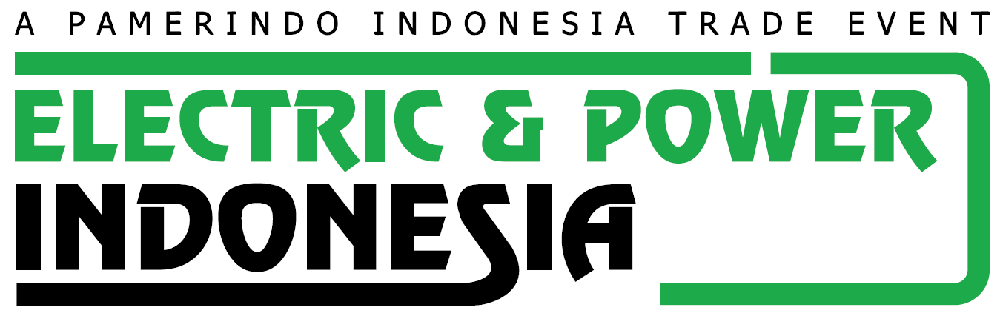 A PAMERINDO INDONESIA TRADE EVENT
ELECTRIC & POWER
INDONESIA